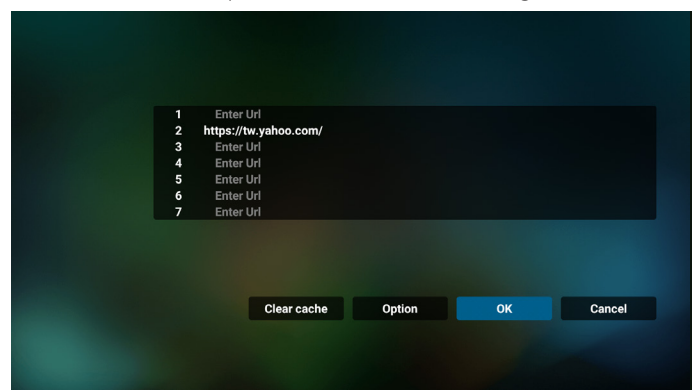 1 Enter Url
2 https://tw.yahoo.com/
3 Enter Url
4 Enter Url
5 Enter Url
6 Enter Url
7 Enter Url
Clear cache Option OK Cancel